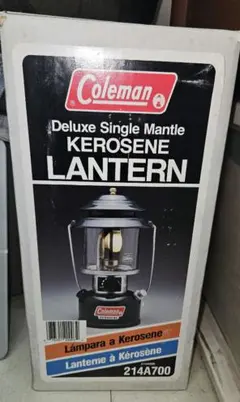 Coleman
Deluxe Single Mantle
KEROSENE
LANTERN
Coleman
Lámpara a Kerosene
Lanterne à Kérosène
214A700